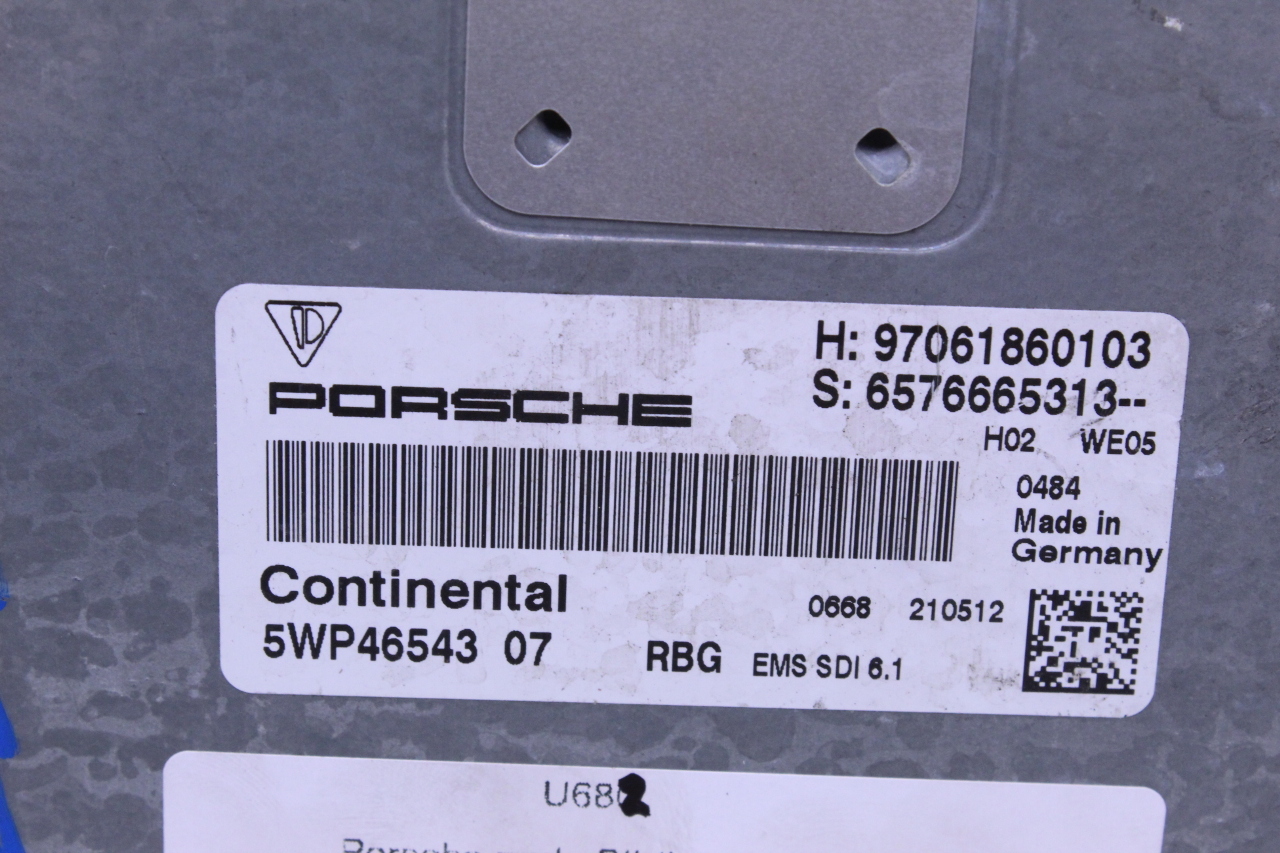 H: 97061860103
PORSCHE
S: 6576665313--
H02 WE05
0484
Made in
Germany
Continental
0668 210512
5WP46543 07 RBG EMS SDI 6.1